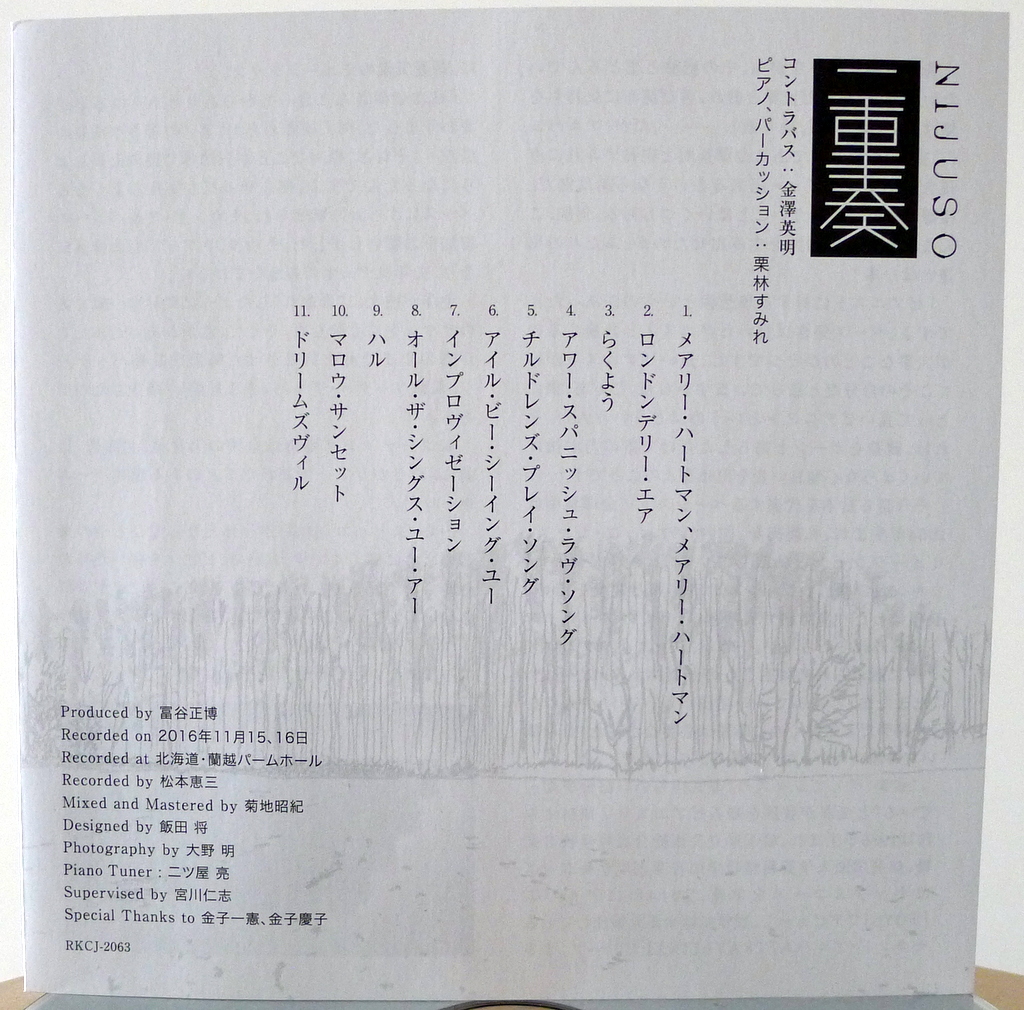 NIJUSO
二重奏
コントラバス：金澤英明
ピアノ、パーカッション：栗林すみれ
1. メアリー・ハートマン、メアリー・ハートマン
2. ロンドンデリー・エア
3. らくよう
4. アワー・スパニッシュ・ラヴ・ソング
5. チルドレンズ・プレイ・ソング
6. アイル・ビー・シーイング・ユー
7. インプロヴィゼーション
8. オール・ザ・シングス・ユー・アー
9. ハル
10. マロウ・サンセット
11. ドリームズヴィル
Produced by 冨谷正博
Recorded on 2016年11月15、16日
Recorded at 北海道・蘭越パームホール
Recorded by 松本恵三
Mixed and Mastered by 菊地昭紀
Designed by 飯田 将
Photography by 大野 明
Piano Tuner : 二ツ屋 亮
Supervised by 宮川仁志
Special Thanks to 金子一憲、金子慶子
RKCJ-2063